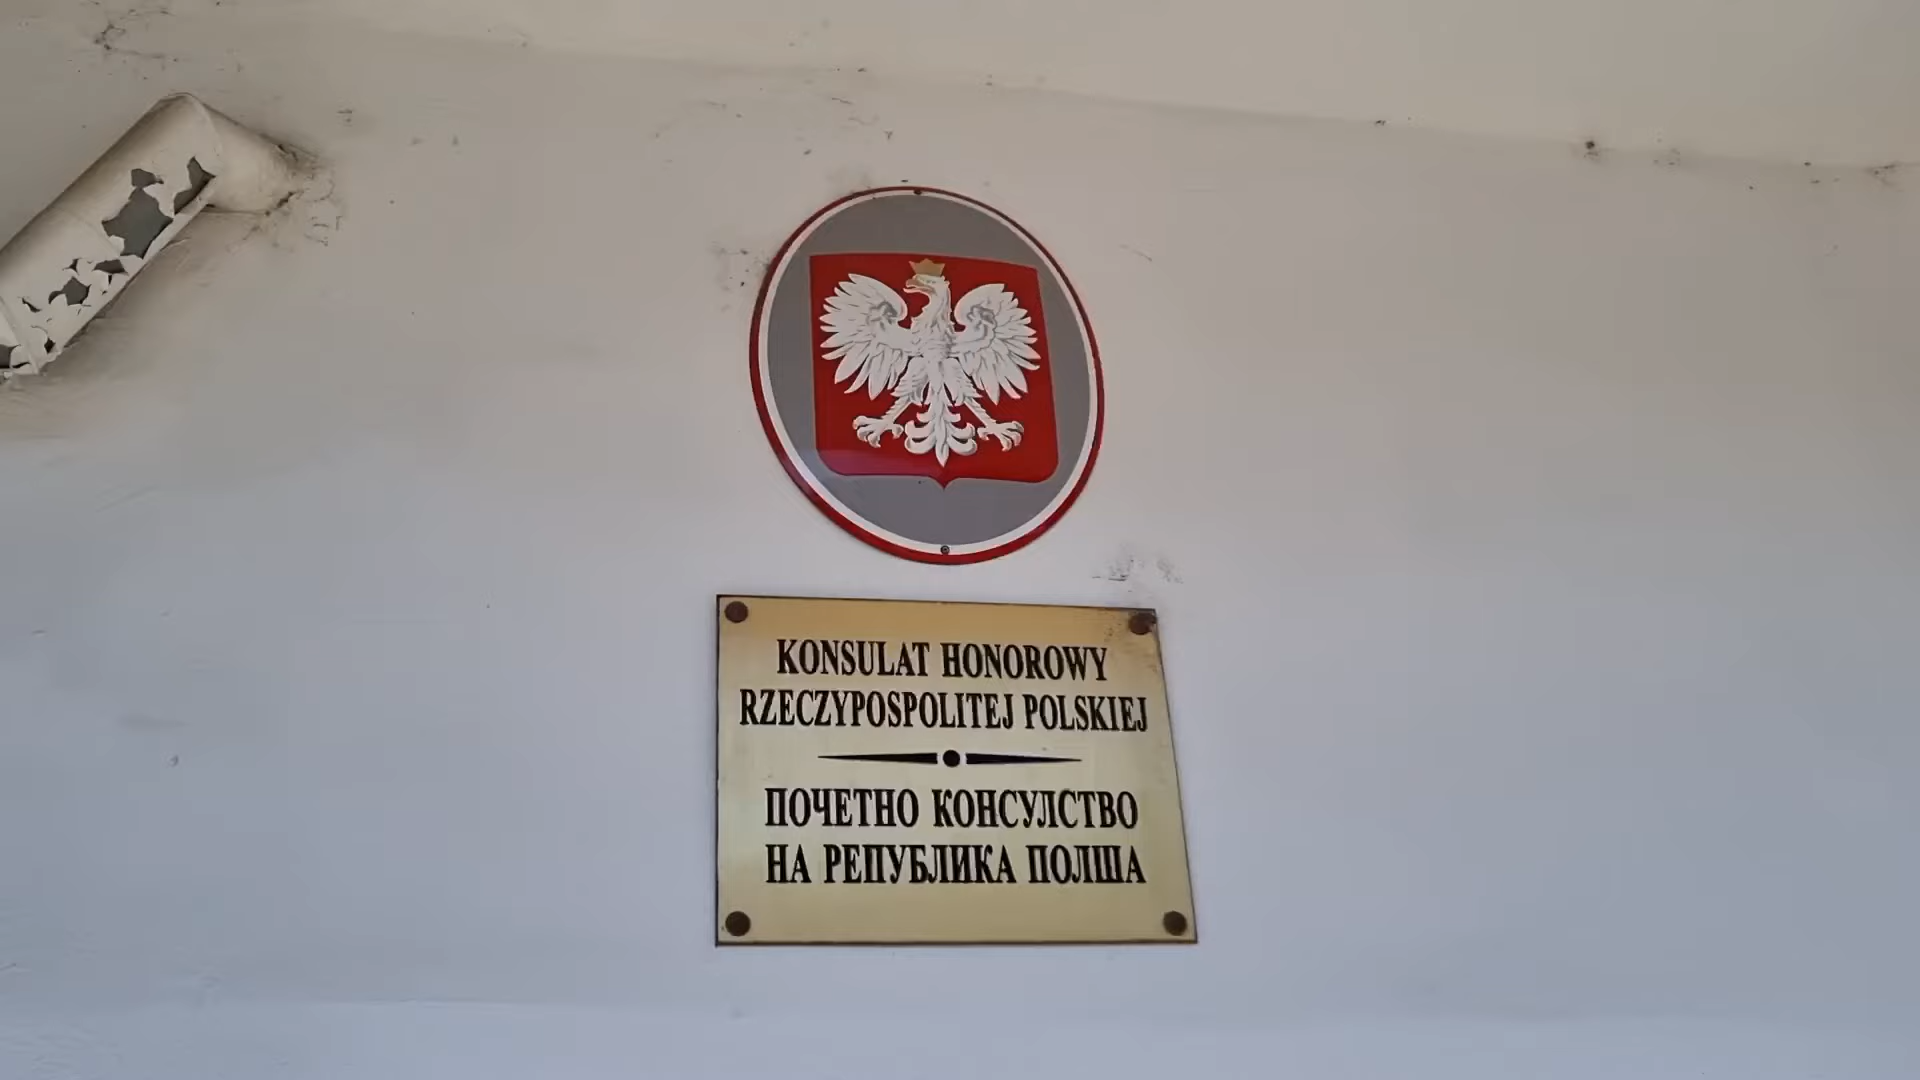 KONSULAT HONOROWY
RZECZYPOSPOLITEJ POLSKIEJ
ПОЧЕТНО КОНСУЛСТВО
НА РЕПУБЛИКА ПОЛША